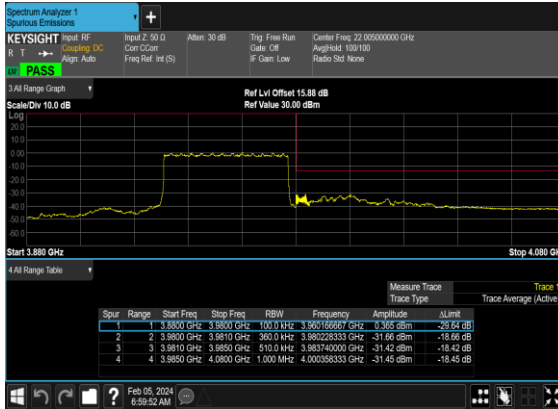 Spectrum Analyzer 1
Spurious Emissions
KEYSIGHT Input: RF Input Z: 50 Ω Atten: 30 dB Trig: Free Run Center Freq: 22.005000000 GHz
R T Coupling: DC Corr CCorr Gate: Off Avg|Hold: 100/100
Align: Auto Freq Ref: Int (S) IF Gain: Low Radio Std: None
PASS
3 All Range Graph
Ref Lvl Offset 15.88 dB
Scale/Div 10.0 dB Ref Value 30.00 dBm
Log
20.0
10.0
0.00
-10.0
-20.0
-30.0
-40.0
-50.0
-60.0
Start 3.880 GHz Stop 4.080 GHz
4 All Range Table
Measure Trace Trace 1
Trace Type Trace Average (Active
Spur Range Start Freq Stop Freq RBW Frequency Amplitude ΔLimit
1 1 3.8800 GHz 3.9800 GHz 100.0 kHz 3.960166667 GHz 0.365 dBm -29.64 dB
2 2 3.9800 GHz 3.9810 GHz 360.0 kHz 3.980228333 GHz -31.66 dBm -18.66 dB
3 3 3.9810 GHz 3.9850 GHz 510.0 kHz 3.983740000 GHz -31.42 dBm -18.42 dB
4 4 3.9850 GHz 4.0800 GHz 1.000 MHz 4.000358333 GHz -31.45 dBm -18.45 dB
? Feb 05, 2024
6:59:52 AM